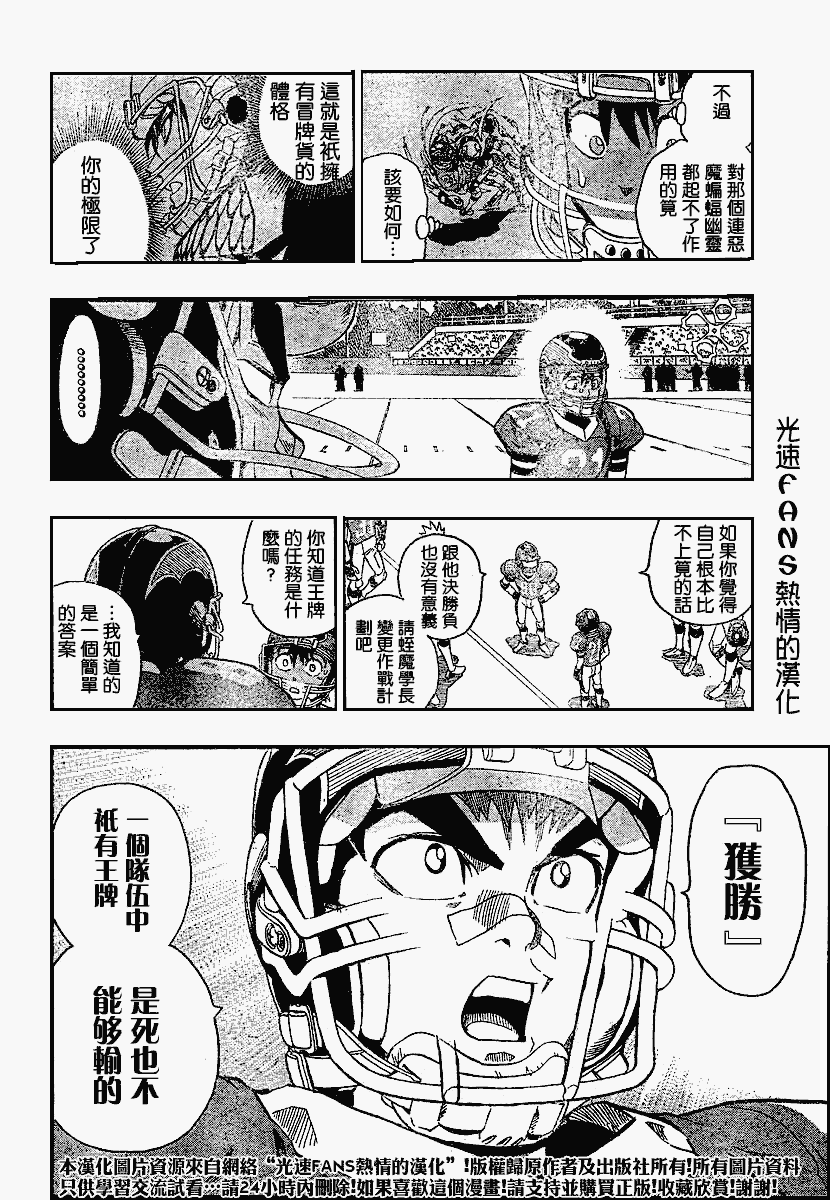 不過
對那個連惡
魔蝙蝠幽靈
都起不了作
用的筧
該要如何…
這就是衹擁
有冒牌貨的
體格
你的極限了
。。。。。。。。
如果你覺得
自己根本比
不上筧的話
跟他決勝負
也沒有意義
請蛭魔學長
變更作戰計
劃吧
你知道王牌
的任務是什
麼嗎？
…我知道的
是一個簡單
的答案
『獲勝』
一個隊伍中
衹有王牌
是死也不
能够輸的
光速FANS熱情的漢化
本漢化圖片資源來自網絡“光速FANS熱情的漢化”!版權歸原作者及出版社所有!所有圖片資料
只供學習交流試看…請24小時內刪除!如果喜歡這個漫畫!請支持並購買正版!收藏欣賞!謝謝!
21